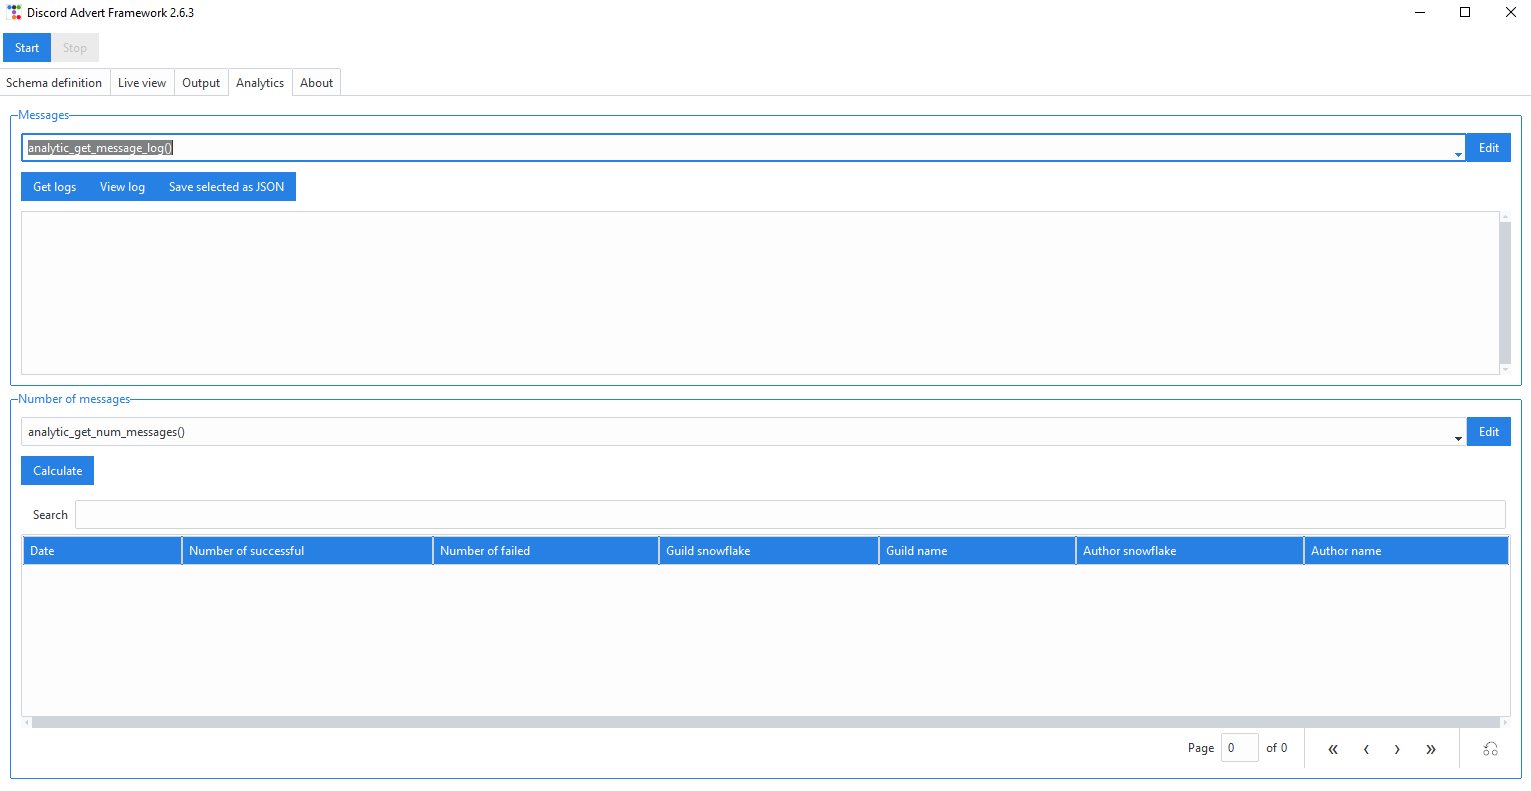 Discord Advert Framework 2.6.3
Start Stop
Schema definition Live view Output Analytics About
Messages
analytic_get_message_log() Edit
Get logs View log Save selected as JSON
Number of messages
analytic_get_num_messages() Edit
Calculate
Search
Date Number of successful Number of failed Guild snowflake Guild name Author snowflake Author name
Page 0 of 0 « ‹ › »